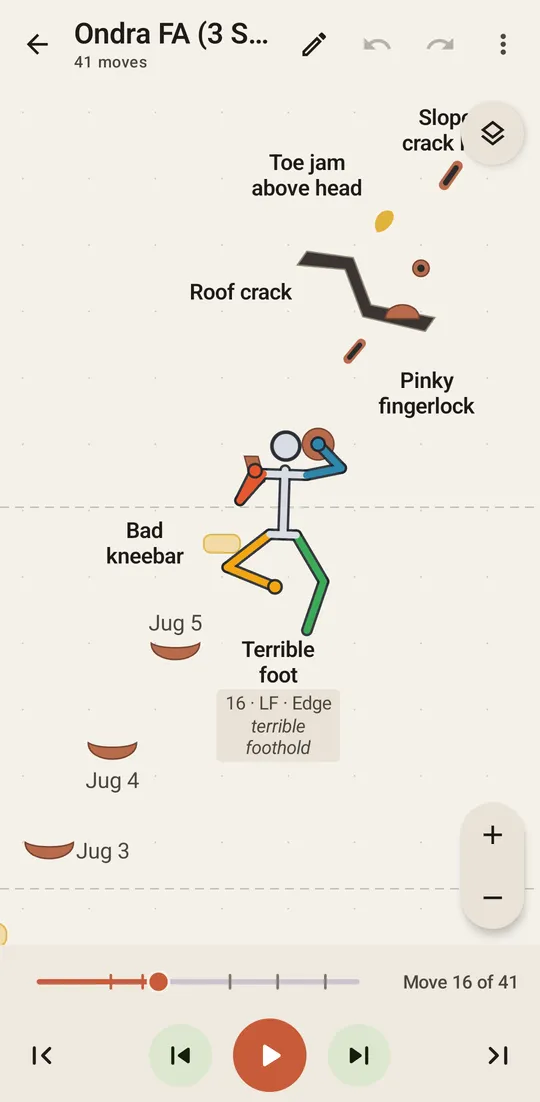 Ondra FA (3 S...
41 moves
Slope
crack
Toe jam
above head
Roof crack
Pinky
fingerlock
Bad
kneebar
Jug 5
Terrible
foot
16 · LF · Edge
terrible
foothold
Jug 4
Jug 3
Move 16 of 41